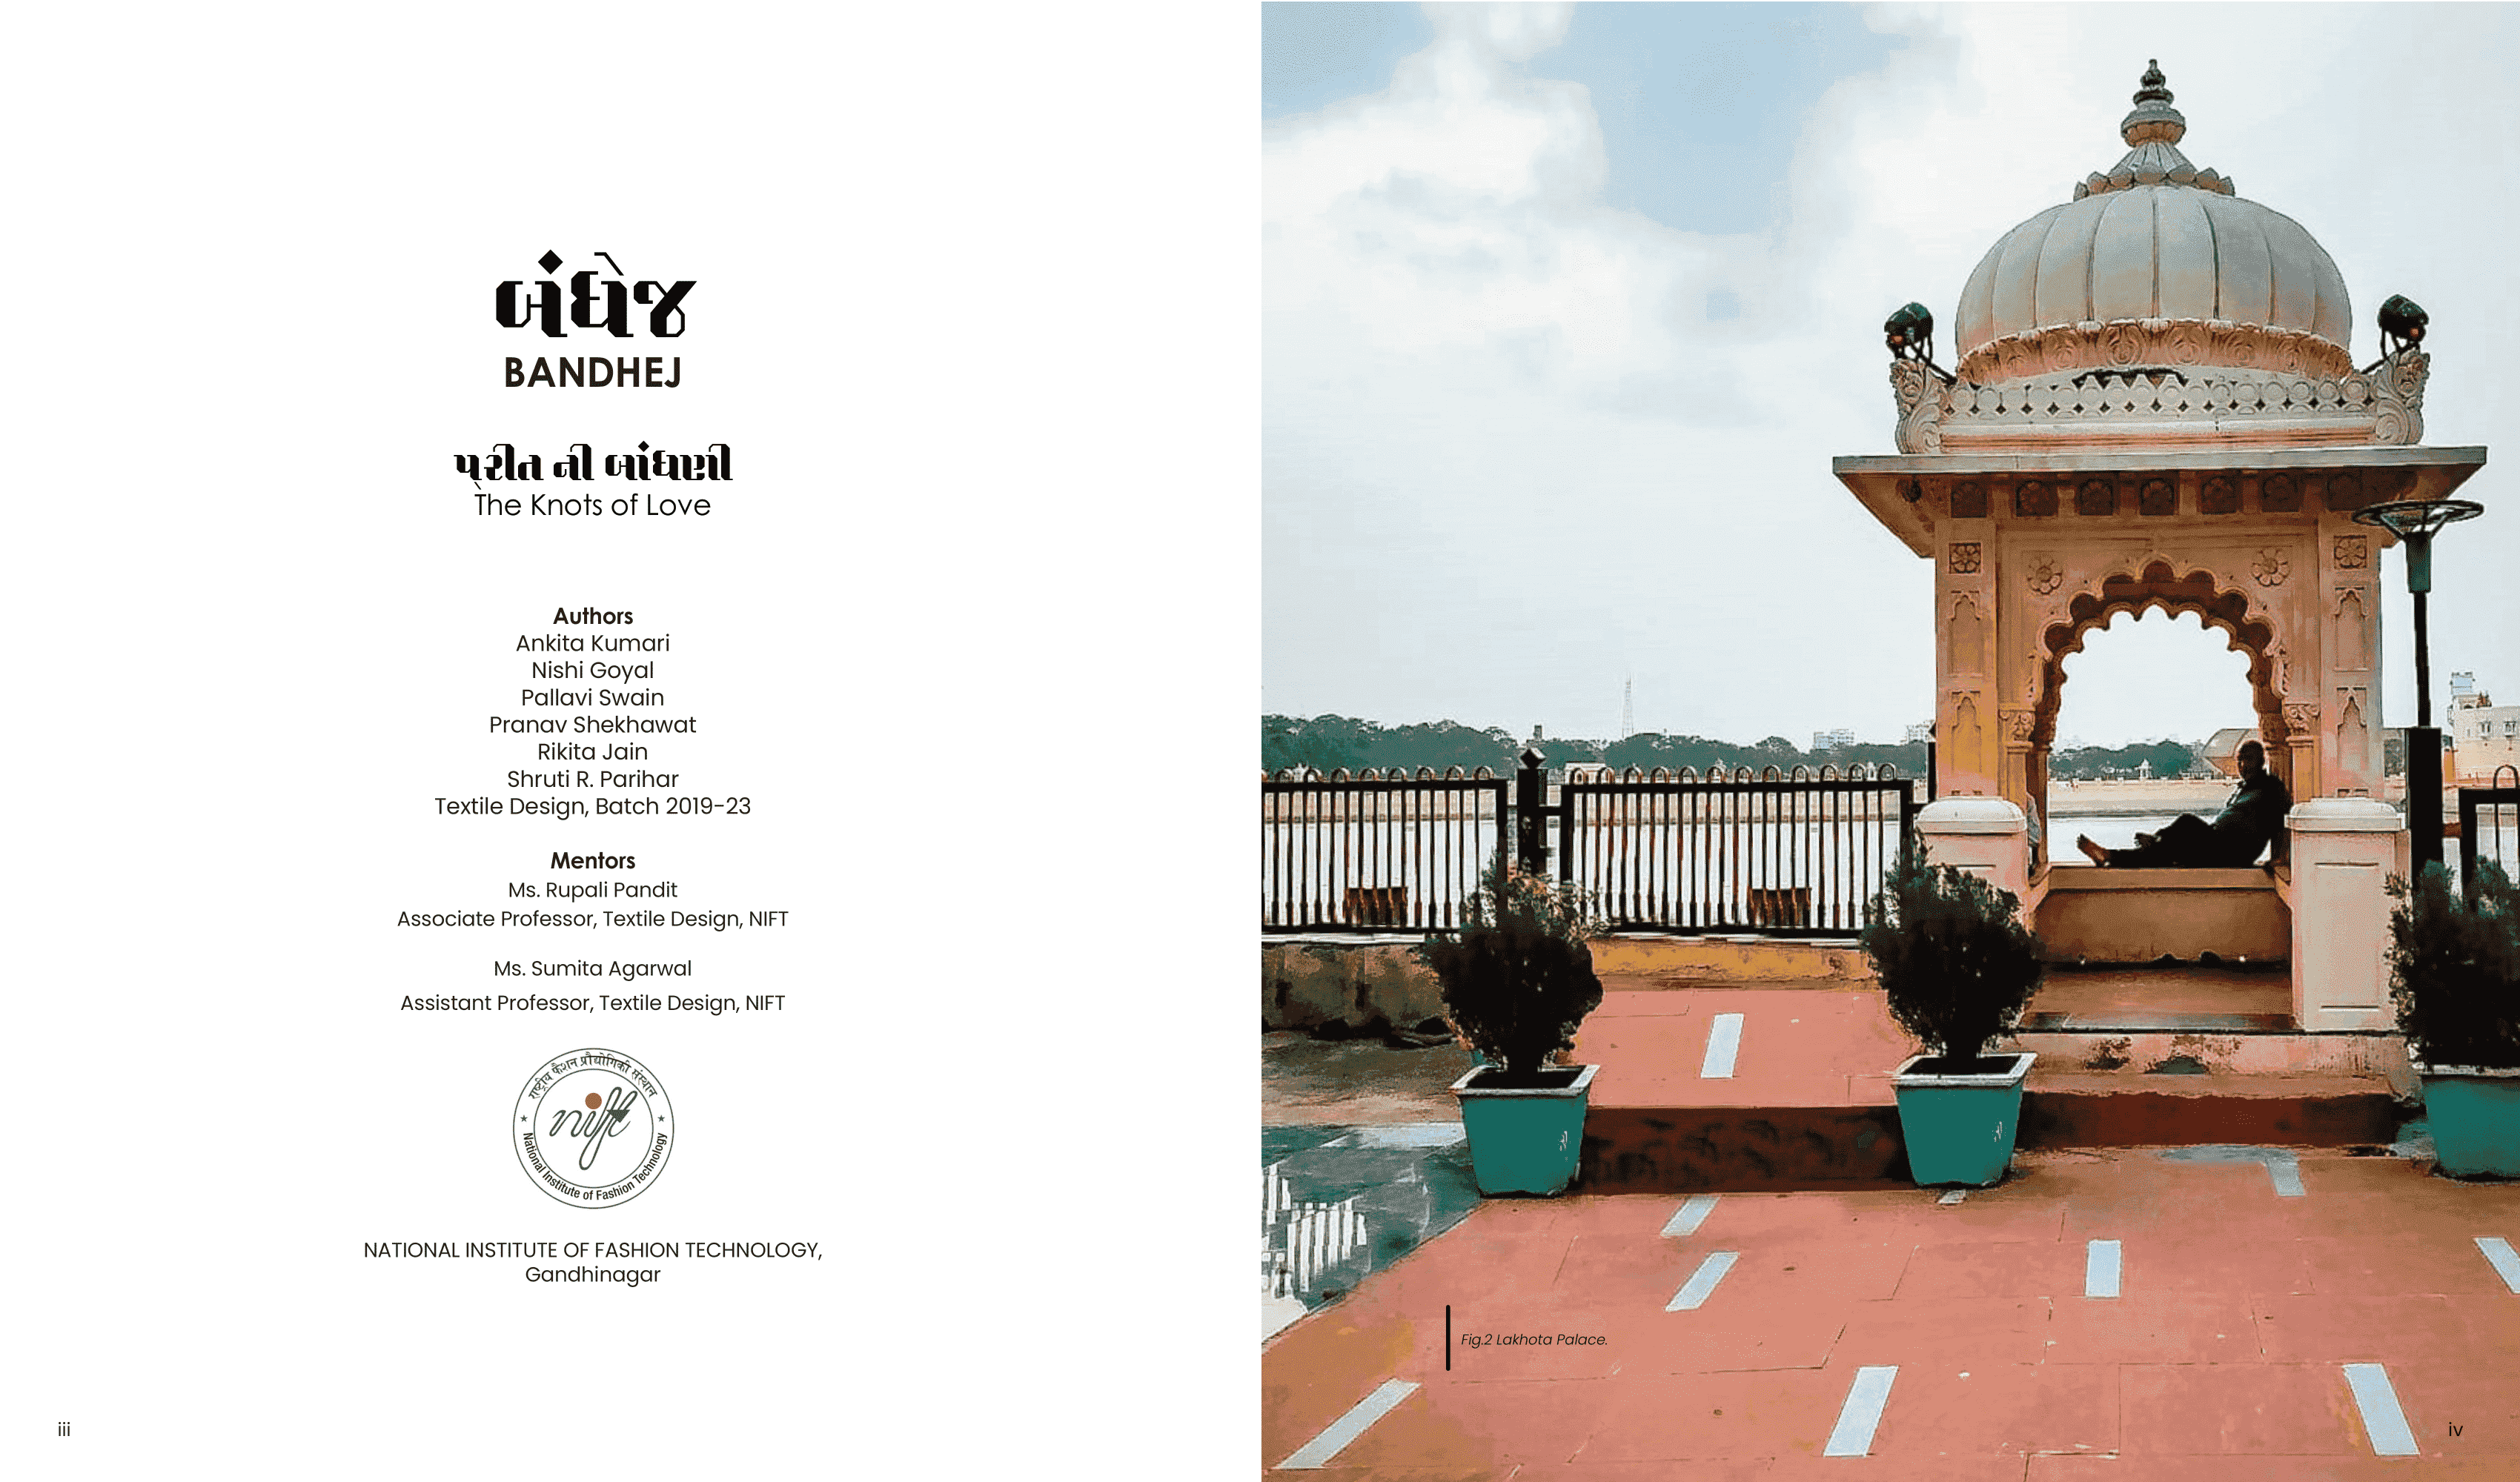 બંધેજ
BANDHEJ
પ્રીત ની બાંધણી
The Knots of Love
Authors
Ankita Kumari
Nishi Goyal
Pallavi Swain
Pranav Shekhawat
Rikita Jain
Shruti R. Parihar
Textile Design, Batch 2019-23
Mentors
Ms. Rupali Pandit
Associate Professor, Textile Design, NIFT
Ms. Sumita Agarwal
Assistant Professor, Textile Design, NIFT
राष्ट्रीय फैशन प्रौद्योगिकी संस्थान
nift
National Institute of Fashion Technology
NATIONAL INSTITUTE OF FASHION TECHNOLOGY,
Gandhinagar
iii
Fig.2 Lakhota Palace.
iv